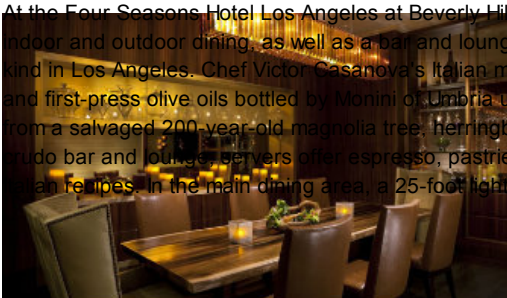 At the Four Seasons Hotel Los Angeles at Beverly Hil
indoor and outdoor dining, as well as a bar and loung
kind in Los Angeles. Chef Victor Casanova's Italian m
and first-press olive oils bottled by Monini of Umbria u
from a salvaged 200-year-old magnolia tree, herringb
crudo bar and lounge, servers offer espresso, pastrie
Italian recipes. In the main dining area, a 25-foot light